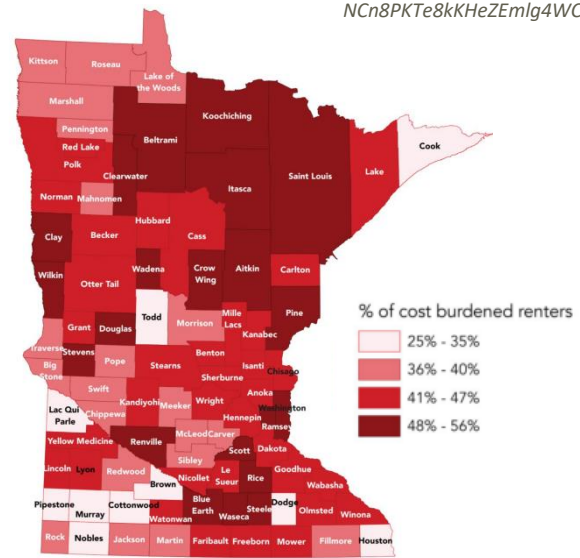 NCn8PKTe8kKHeZEmlg4WC
Kittson
Roseau
Lake of
the Woods
Marshall
Koochiching
Pennington
Beltrami
Cook
Red Lake
Polk
Saint Louis
Lake
Clearwater
Itasca
Norman
Mahnomen
Hubbard
Clay
Becker
Cass
Wadena
Crow
Wing
Aitkin
Carlton
Wilkin
Otter Tail
Pine
Todd
Mille
Lacs
Grant
Douglas
Morrison
Kanabec
Traverse
Stevens
Pope
Benton
Big
Stone
Stearns
Isanti
Chisago
Sherburne
Swift
Anoka
Kandiyohi
Meeker
Wright
Washington
Lac Qui
Parle
Chippewa
Hennepin
Ramsey
McLeod
Carver
Yellow Medicine
Renville
Scott
Dakota
Sibley
Lincoln
Lyon
Redwood
Le
Sueur
Rice
Goodhue
Nicollet
Wabasha
Brown
Pipestone
Murray
Cottonwood
Watonwan
Blue
Earth
Waseca
Steele
Dodge
Olmsted
Winona
Rock
Nobles
Jackson
Martin
Faribault
Freeborn
Mower
Fillmore
Houston
% of cost burdened renters
25% - 35%
36% - 40%
41% - 47%
48% - 56%